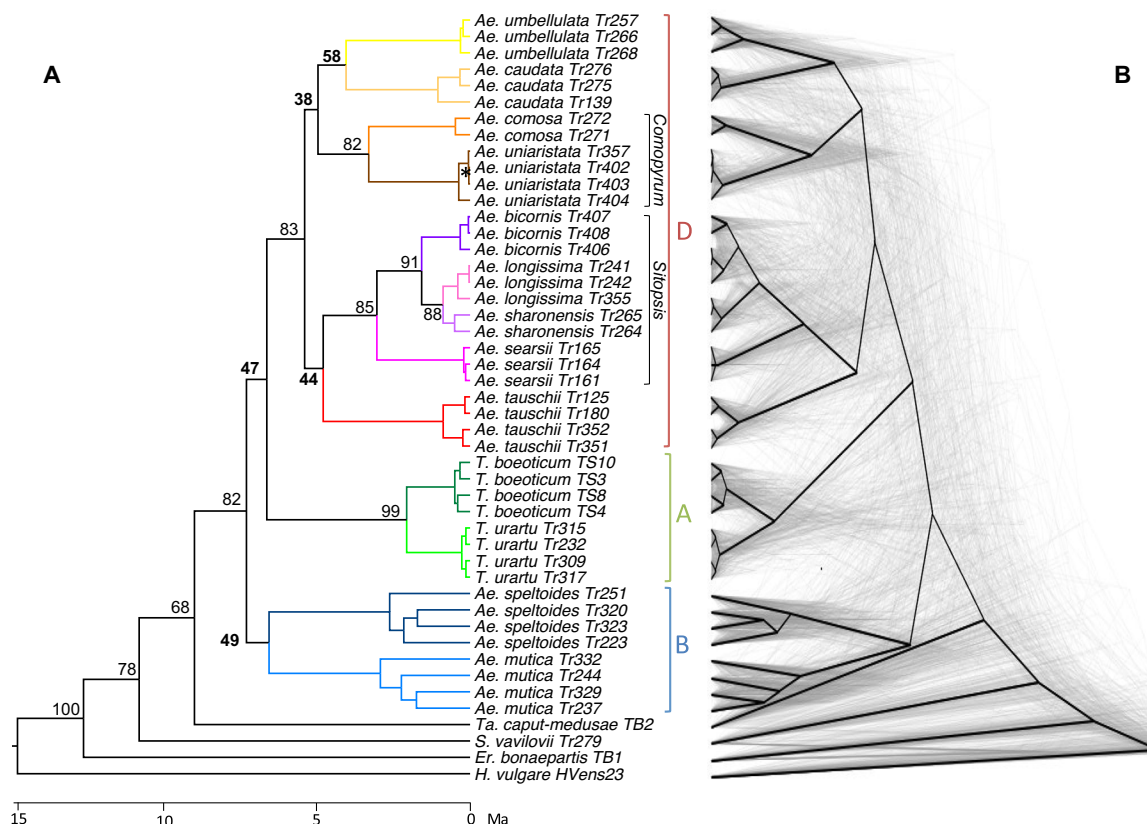 A
B
Ae. umbellulata Tr257
Ae. umbellulata Tr266
Ae. umbellulata Tr268
Ae. caudata Tr276
Ae. caudata Tr275
Ae. caudata Tr139
Ae. comosa Tr272
Ae. comosa Tr271
Ae. uniaristata Tr357
Ae. uniaristata Tr402
Ae. uniaristata Tr403
Ae. uniaristata Tr404
Ae. bicornis Tr407
Ae. bicornis Tr408
Ae. bicornis Tr406
Ae. longissima Tr241
Ae. longissima Tr242
Ae. longissima Tr355
Ae. sharonensis Tr265
Ae. sharonensis Tr264
Ae. searsii Tr165
Ae. searsii Tr164
Ae. searsii Tr161
Ae. tauschii Tr125
Ae. tauschii Tr180
Ae. tauschii Tr352
Ae. tauschii Tr351
T. boeoticum TS10
T. boeoticum TS3
T. boeoticum TS8
T. boeoticum TS4
T. urartu Tr315
T. urartu Tr232
T. urartu Tr309
T. urartu Tr317
Ae. speltoides Tr251
Ae. speltoides Tr320
Ae. speltoides Tr323
Ae. speltoides Tr223
Ae. mutica Tr332
Ae. mutica Tr244
Ae. mutica Tr329
Ae. mutica Tr237
Ta. caput-medusae TB2
S. vavilovii Tr279
Er. bonaepartis TB1
H. vulgare HVens23
Comopyrum
Sitopsis
D
A
B
58
38
82
*
83
91
88
85
44
47
99
82
49
68
78
100
15 10 5 0 Ma